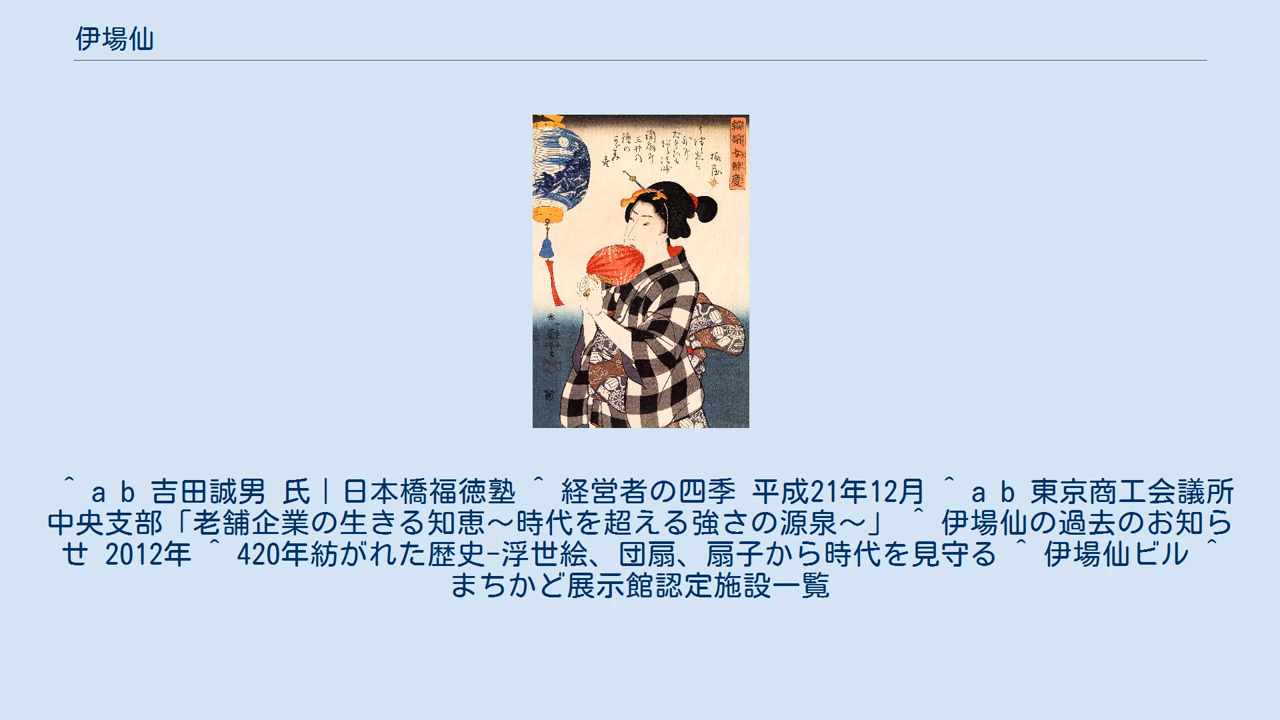 伊場仙
^ a b 吉田誠男 氏 | 日本橋福徳塾 ^ 経営者の四季 平成21年12月 ^ a b 東京商工会議所
中央支部「老舗企業の生きる知恵～時代を超える強さの源泉～」 ^ 伊場仙の過去のお知ら
せ 2012年 ^ 420年紡がれた歴史-浮世絵、団扇、扇子から時代を見守る ^ 伊場仙ビル ^
まちかど展示館認定施設一覧